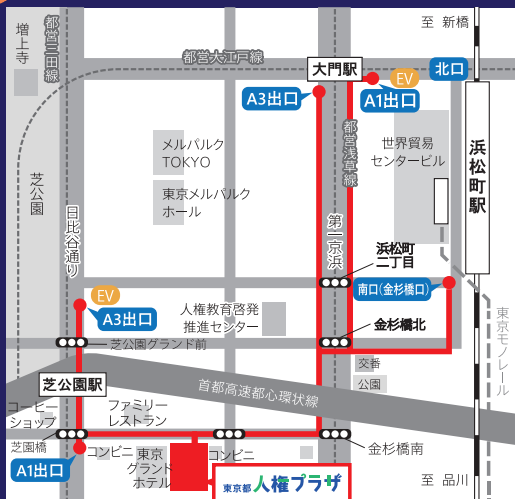 至 新橋
増上寺
都営三田線
都営大江戸線
大門駅
EV
北口
A3出口
A1出口
都営浅草線
メルパルク
TOKYO
世界貿易
センタービル
浜松町駅
芝公園
東京メルパルク
ホール
日比谷通り
第一京浜
浜松町
二丁目
南口(金杉橋口)
EV
A3出口
人権教育啓発
推進センター
金杉橋北
東京モノレール
芝公園グランド前
交番
公園
芝公園駅
首都高速都心環状線
コーヒー
ショップ
ファミリー
レストラン
芝園橋
金杉橋南
コンビニ
東京
グランド
ホテル
コンビニ
A1出口
至 品川
東京都 人権プラザ